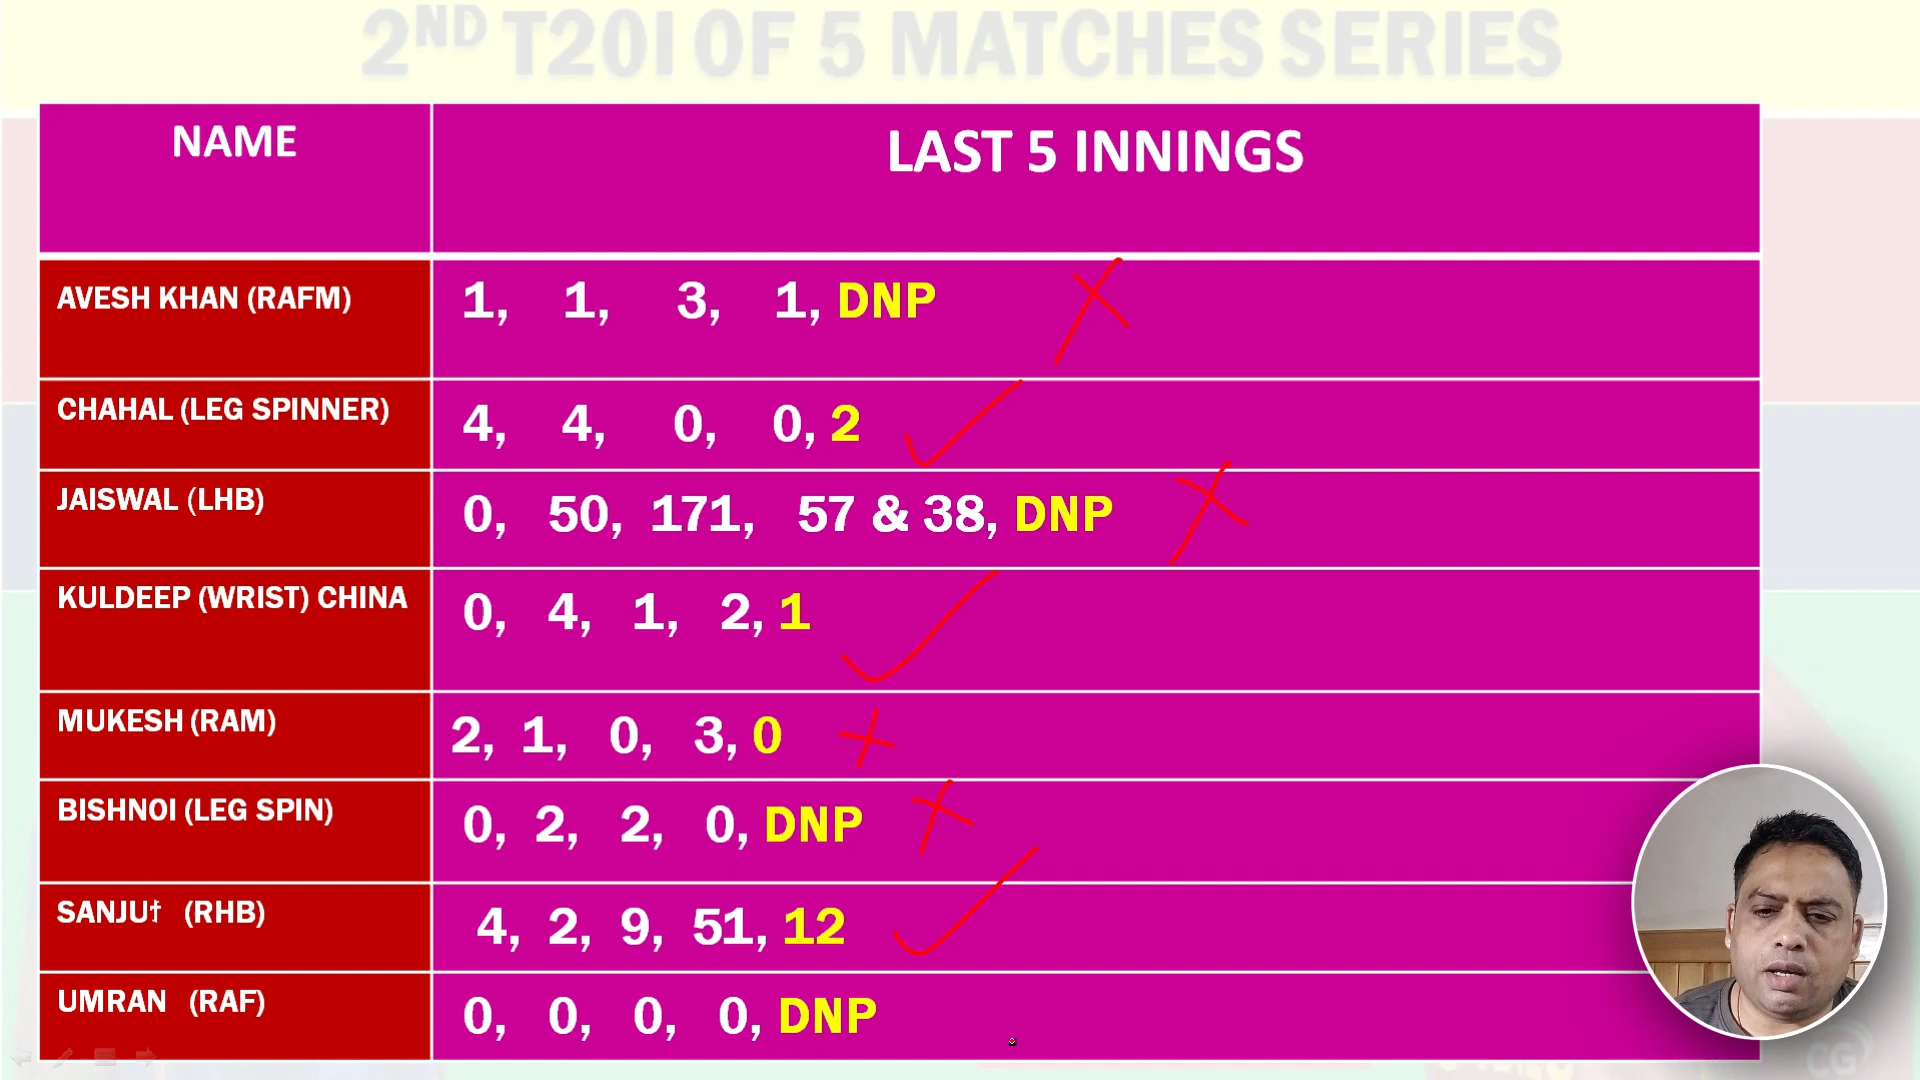 2ND T20I OF 5 MATCHES SERIES
NAME LAST 5 INNINGS
AVESH KHAN (RAFM) 1, 1, 3, 1, DNP
CHAHAL (LEG SPINNER) 4, 4, 0, 0, 2
JAISWAL (LHB) 0, 50, 171, 57 & 38, DNP
KULDEEP (WRIST) CHINA 0, 4, 1, 2, 1
MUKESH (RAM) 2, 1, 0, 3, 0
BISHNOI (LEG SPIN) 0, 2, 2, 0, DNP
SANJU† (RHB) 4, 2, 9, 51, 12
UMRAN (RAF) 0, 0, 0, 0, DNP
CG